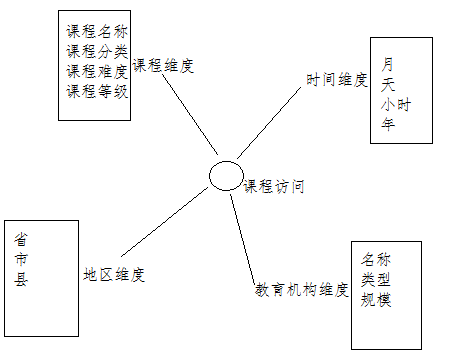 课程名称
课程分类
课程难度
课程等级
课程维度
时间维度
月
天
小时
年
课程访问
省
市
县
地区维度
教育机构维度
名称
类型
规模